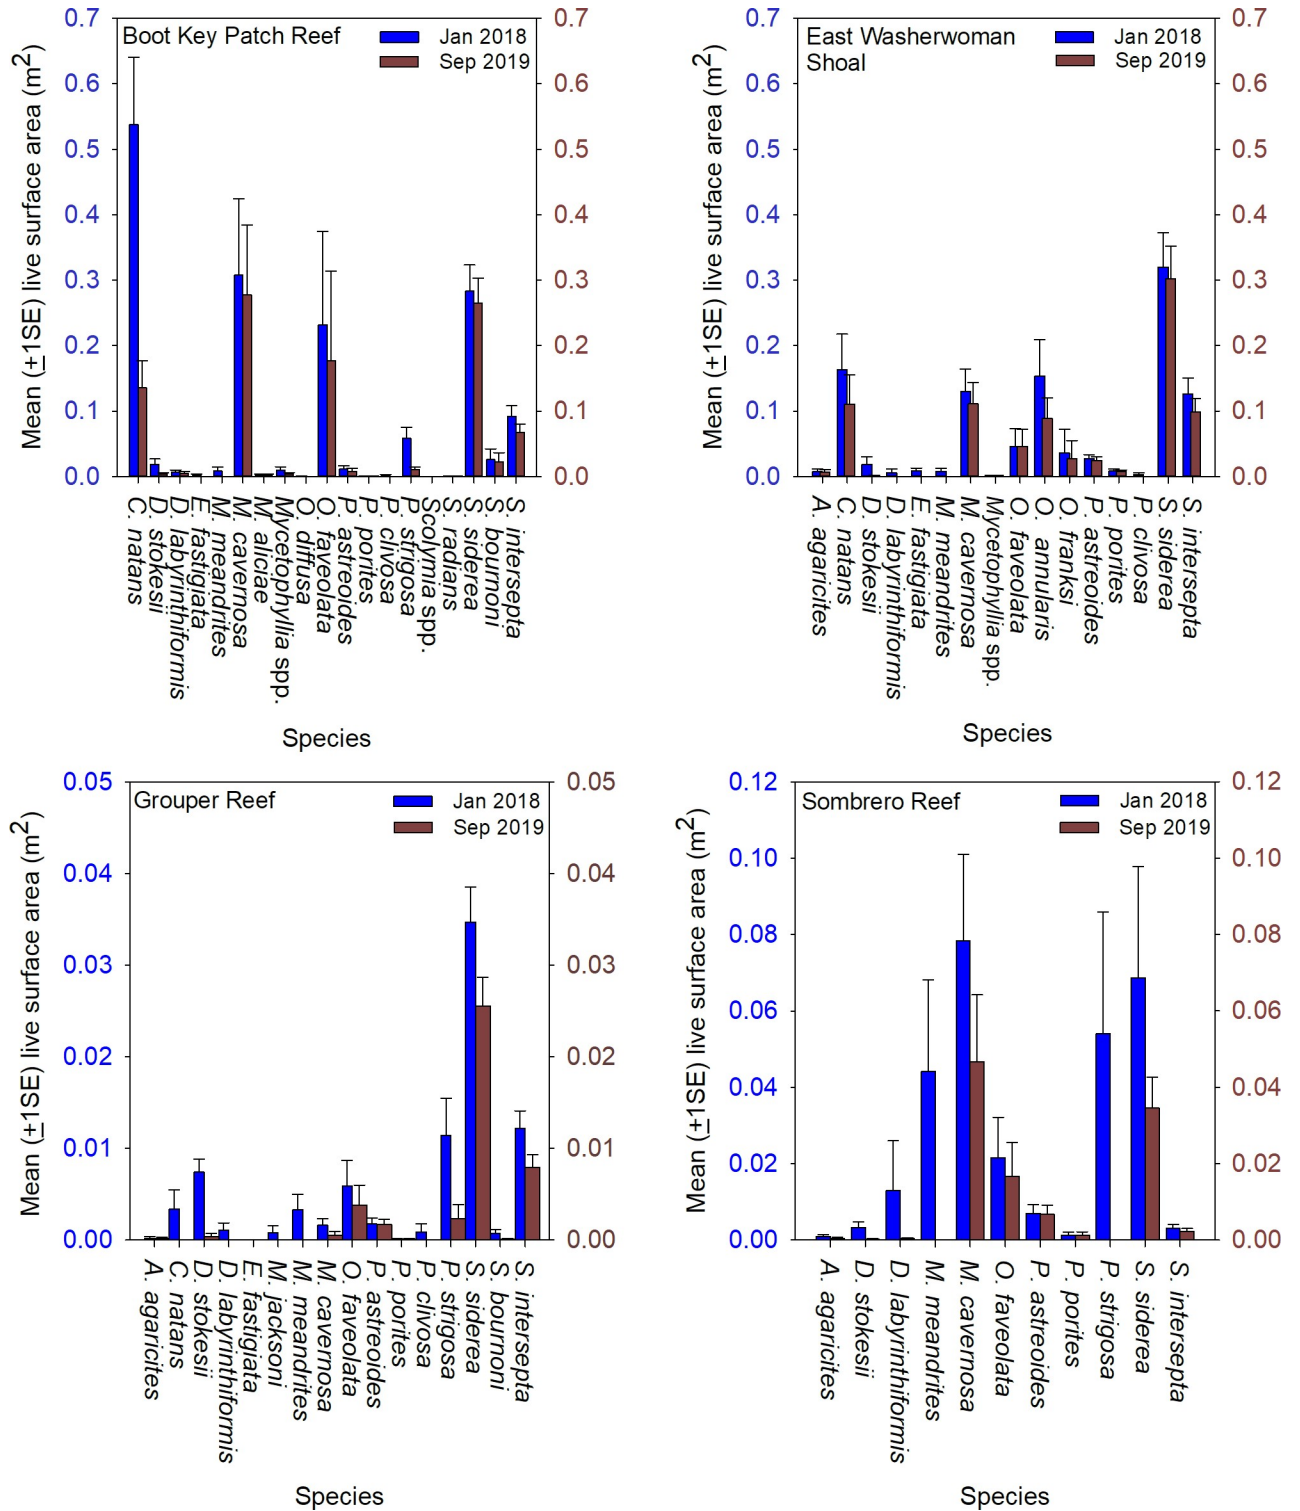 Boot Key Patch Reef
Jan 2018
Sep 2019
Mean (±1SE) live surface area (m²)
0.7
0.6
0.5
0.4
0.3
0.2
0.1
0.0
0.7
0.6
0.5
0.4
0.3
0.2
0.1
0.0
C. natans
D. stokesii
D. labyrinthiformis
E. fastigiata
M. meandrites
M. cavernosa
M. aliciae
Mycetophyllia spp.
O. diffusa
O. faveolata
P. astreoides
P. porites
P. clivosa
P. strigosa
Scolymia spp.
S. radians
S. siderea
S. bournoni
S. intersepta
Species
East Washerwoman
Shoal
Jan 2018
Sep 2019
Mean (±1SE) live surface area (m²)
0.7
0.6
0.5
0.4
0.3
0.2
0.1
0.0
0.7
0.6
0.5
0.4
0.3
0.2
0.1
0.0
A. agaricites
C. natans
D. stokesii
D. labyrinthiformis
E. fastigiata
M. meandrites
M. cavernosa
Mycetophyllia spp.
O. faveolata
O. annularis
O. franksi
P. astreoides
P. porites
P. clivosa
S. siderea
S. intersepta
Species
Grouper Reef
Jan 2018
Sep 2019
Mean (±1SE) live surface area (m²)
0.05
0.04
0.03
0.02
0.01
0.00
0.05
0.04
0.03
0.02
0.01
0.00
A. agaricites
C. natans
D. stokesii
D. labyrinthiformis
E. fastigiata
M. jacksoni
M. meandrites
M. cavernosa
O. faveolata
P. astreoides
P. porites
P. clivosa
P. strigosa
S. siderea
S. bournoni
S. intersepta
Species
Sombrero Reef
Jan 2018
Sep 2019
Mean (±1SE) live surface area (m²)
0.12
0.10
0.08
0.06
0.04
0.02
0.00
0.12
0.10
0.08
0.06
0.04
0.02
0.00
A. agaricites
D. stokesii
D. labyrinthiformis
M. meandrites
M. cavernosa
O. faveolata
P. astreoides
P. porites
P. strigosa
S. siderea
S. intersepta
Species